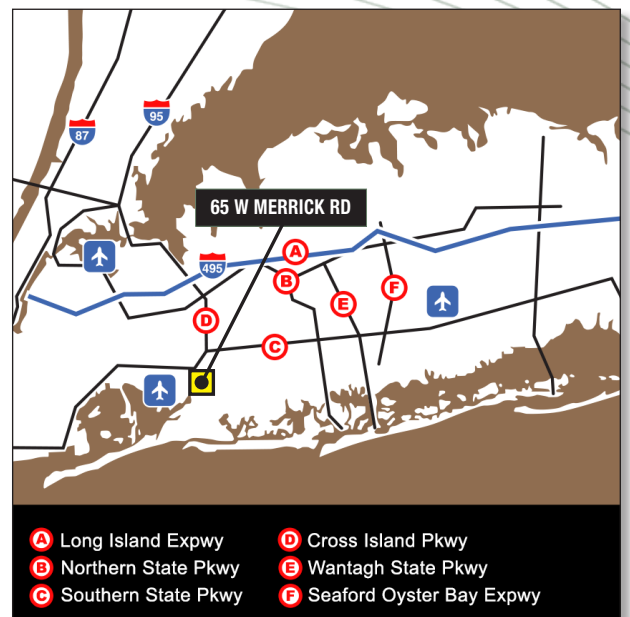 95
87
65 W MERRICK RD
A
495
B
F
E
D
C
A Long Island Expwy
B Northern State Pkwy
C Southern State Pkwy
D Cross Island Pkwy
E Wantagh State Pkwy
F Seaford Oyster Bay Expwy